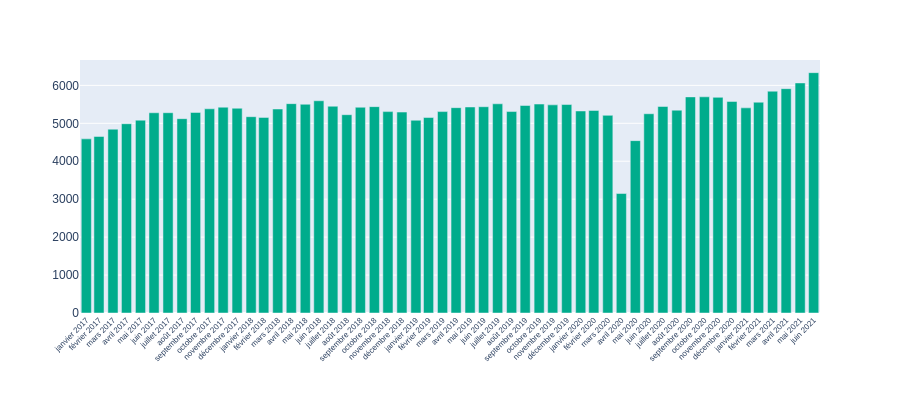 6000
5000
4000
3000
2000
1000
0
janvier 2017
février 2017
mars 2017
avril 2017
mai 2017
juin 2017
juillet 2017
août 2017
septembre 2017
octobre 2017
novembre 2017
décembre 2017
janvier 2018
février 2018
mars 2018
avril 2018
mai 2018
juin 2018
juillet 2018
août 2018
septembre 2018
octobre 2018
novembre 2018
décembre 2018
janvier 2019
février 2019
mars 2019
avril 2019
mai 2019
juin 2019
juillet 2019
août 2019
septembre 2019
octobre 2019
novembre 2019
décembre 2019
janvier 2020
février 2020
mars 2020
avril 2020
mai 2020
juin 2020
juillet 2020
août 2020
septembre 2020
octobre 2020
novembre 2020
décembre 2020
janvier 2021
février 2021
mars 2021
avril 2021
mai 2021
juin 2021